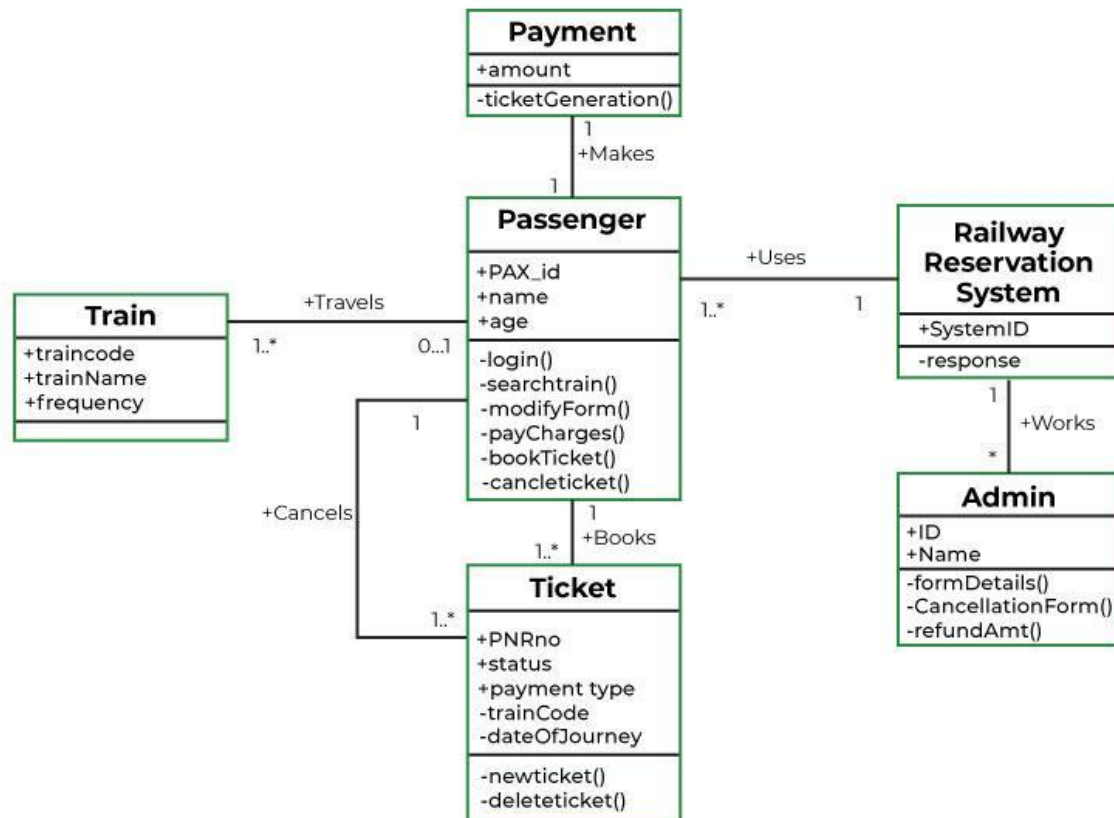 Payment
+amount
-ticketGeneration()
1
+Makes
1
Passenger
+PAX_id
+name
+age
-login()
-searchtrain()
-modifyForm()
-payCharges()
-bookTicket()
-cancleticket()
+Uses
1..*
1
Railway
Reservation
System
+SystemID
-response
+Travels
1..*
0...1
Train
+traincode
+trainName
+frequency
1
+Cancels
1..*
1
+Books
1..*
Ticket
+PNRno
+status
+payment type
-trainCode
-dateOfJourney
-newticket()
-deleteticket()
1
+Works
*
Admin
+ID
+Name
-formDetails()
-CancellationForm()
-refundAmt()